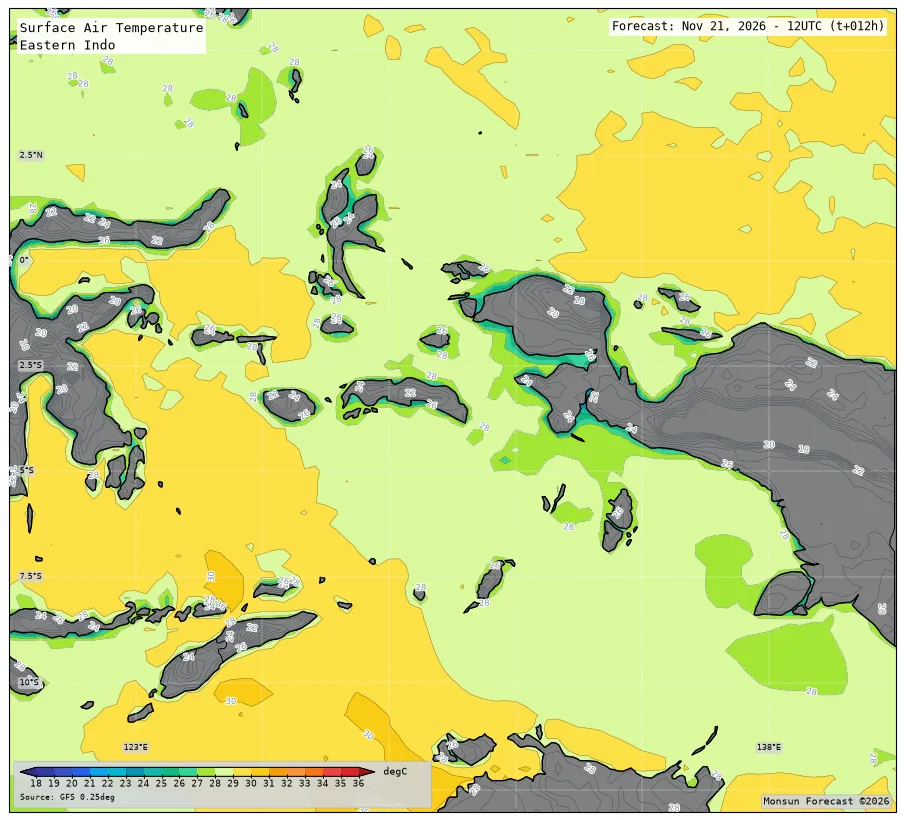 Surface Air Temperature
Eastern Indo
Forecast: Nov 21, 2026 - 12UTC (t+012h)
2.5°N
0°
2.5°S
5°S
7.5°S
10°S
123°E
138°E
18 19 20 21 22 23 24 25 26 27 28 29 30 31 32 33 34 35 36 degC
Source: GFS 0.25deg
Monsun Forecast ©2026